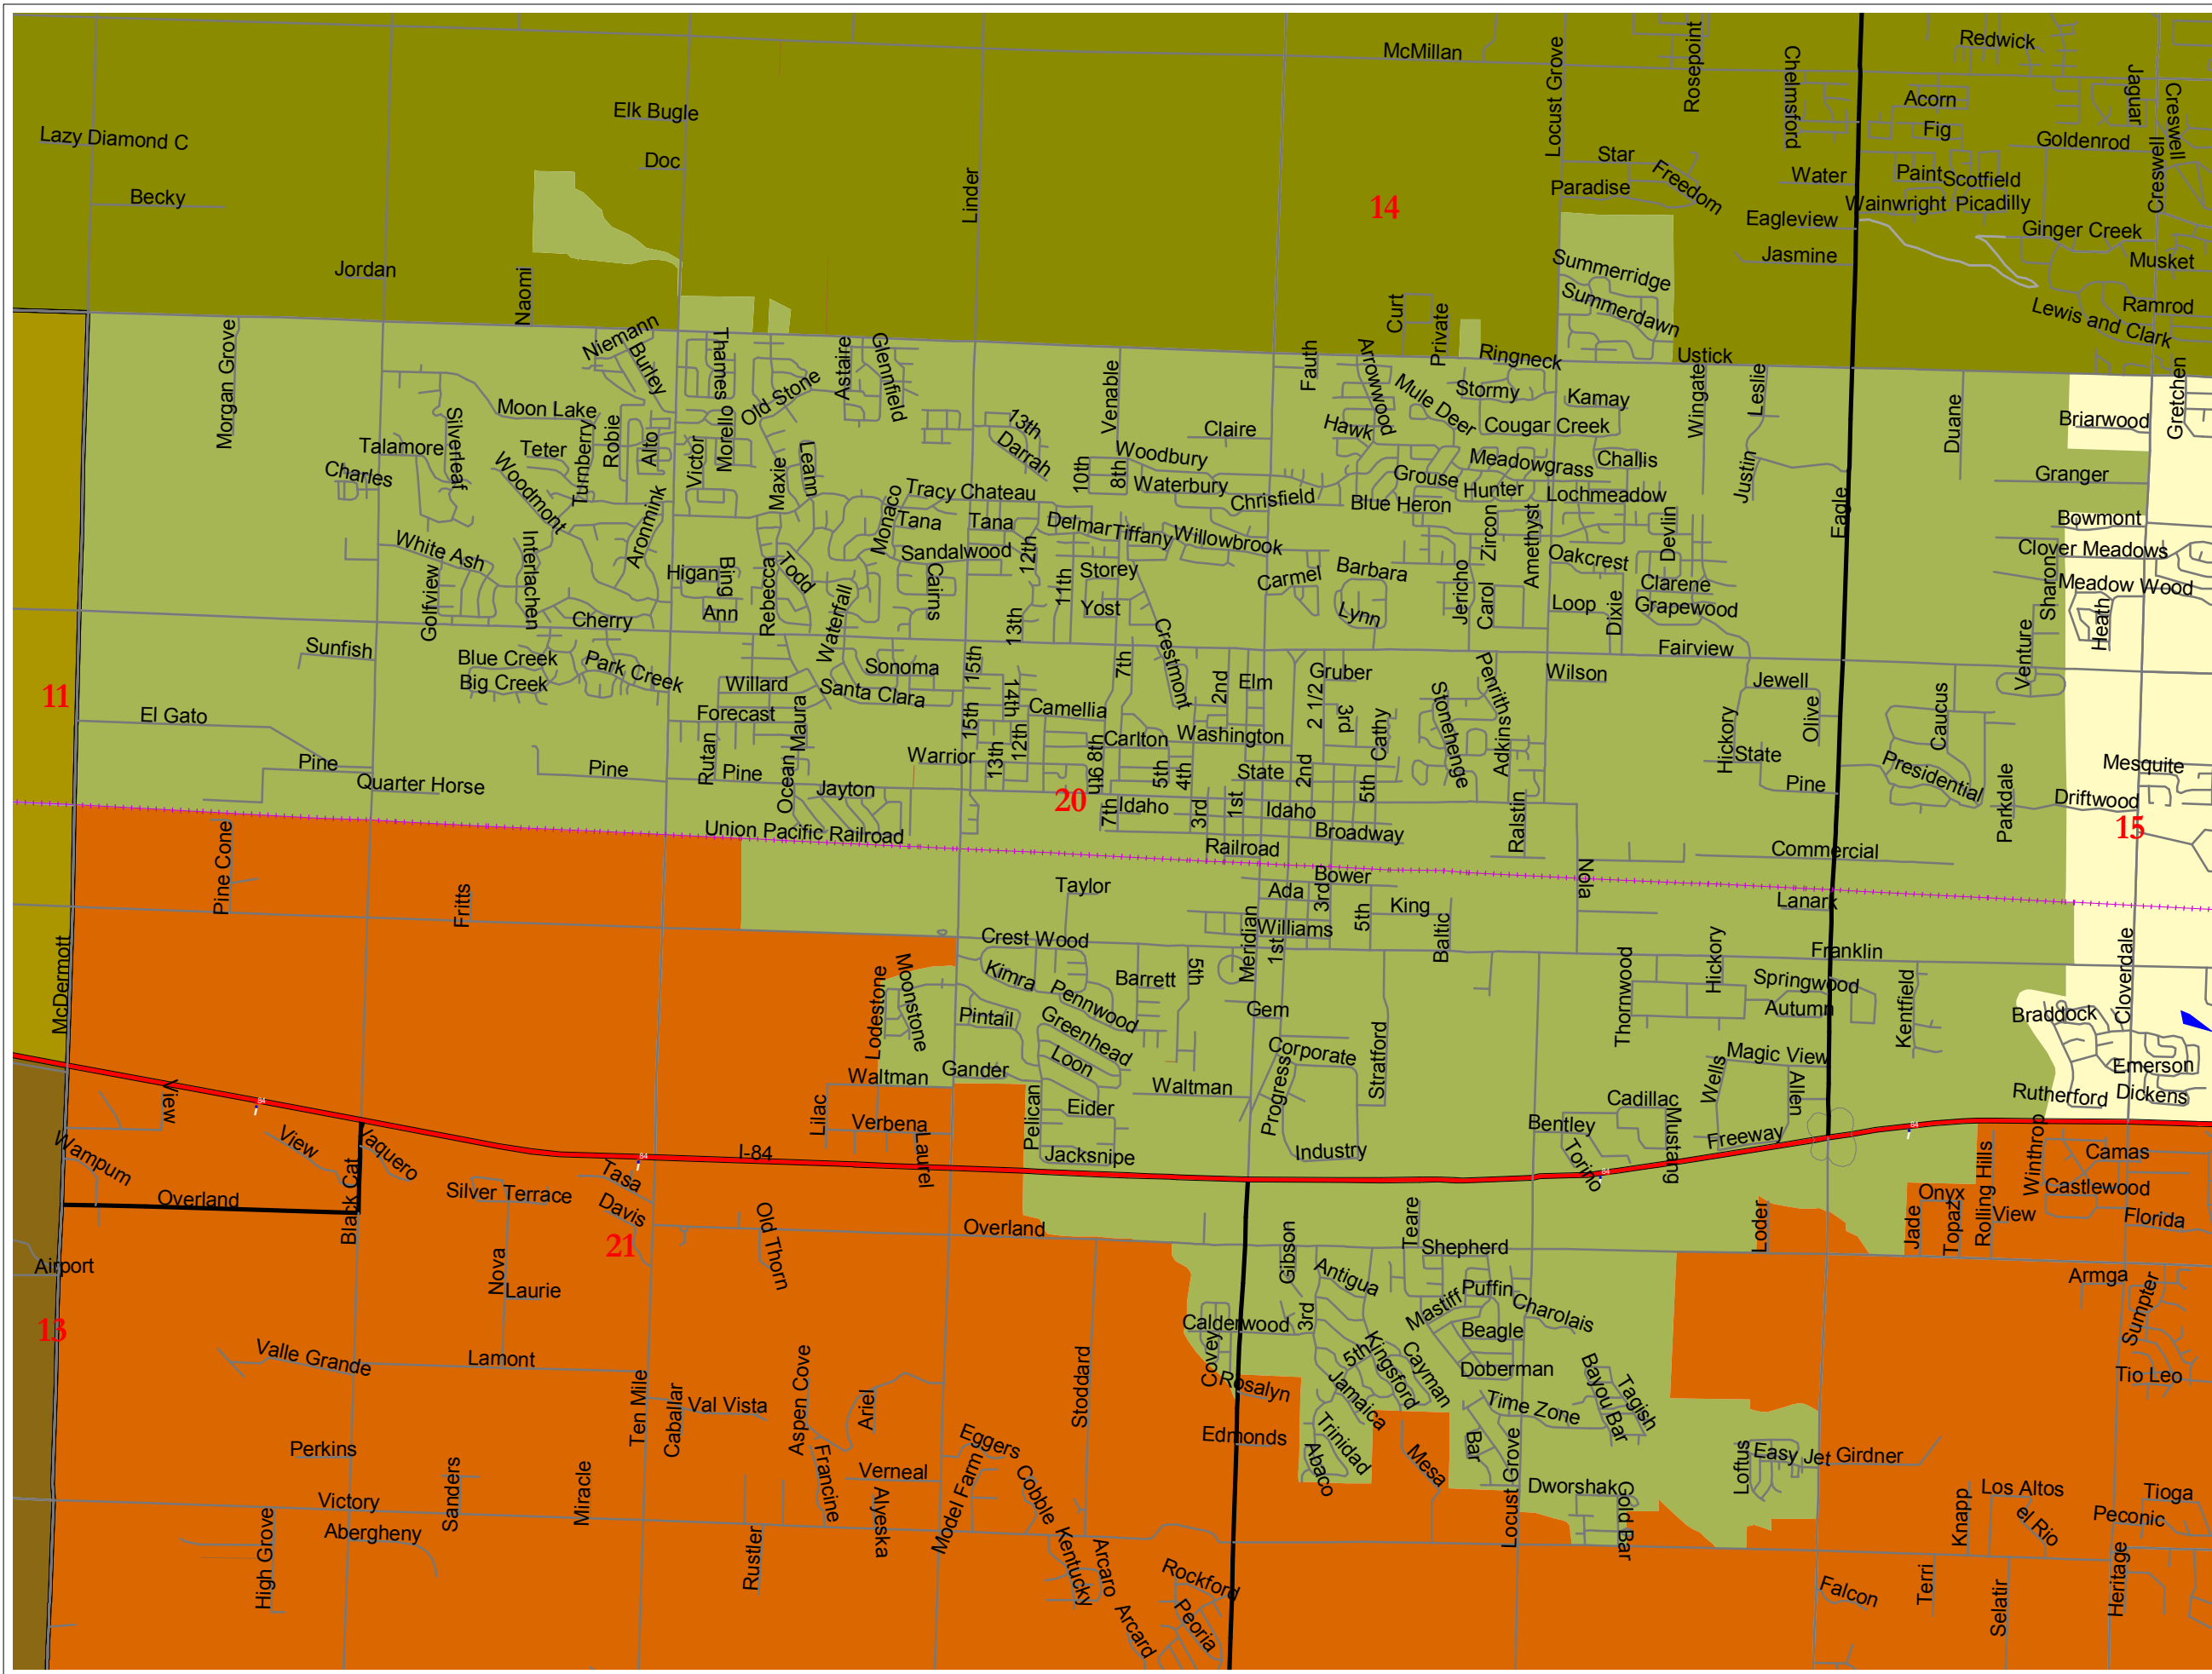 McMillan
Redwick
Locust Grove
Rosepoint
Chelmsford
Jaguar
Creswell
Creswell
Elk Bugle
Acorn
Fig
Goldenrod
Lazy Diamond C
Doc
Star
Freedom
Water
Paint
Scotfield
Becky
Linder
14
Paradise
Eagleview
Wainwright
Picadilly
Ginger Creek
Jasmine
Musket
Jordan
Naomi
Summerridge
Summerdawn
Ramrod
Lewis and Clark
Curt
Private
Morgan Grove
Niemann
Burley
Thames
Astaire
Glennfield
Old Stone
Fauth
Arrowwood
Ringneck
Ustick
Wingate
Leslie
Gretchen
Venable
Mule Deer
Stormy
Kamay
Duane
Briarwood
Moon Lake
Silverleaf
Talamore
Teter
Turnberry
Robie
Alto
Victor
Morello
13th
Darrah
Claire
Hawk
Cougar Creek
Charles
Woodmont
Maxie
Leann
10th
8th
Woodbury
Waterbury
Grouse
Meadowgrass
Challis
Justin
Granger
Arommink
Monaco
Tracy
Chateau
Chrisfield
Blue Heron
Hunter
Lochmeadow
Eagle
Tana
Tana
Delmar
Tiffany
Willowbrook
Zircon
Amethyst
Devlin
Bowmont
White Ash
Interlachen
Sandalwood
12th
Oakcrest
Clover Meadows
Golfview
Higan
Bing
Rebecca
Todd
Cairns
11th
Storey
Carmel
Barbara
Jericho
Carol
Clarene
Sharon
Meadow Wood
Cherry
Ann
Waterfall
13th
Yost
Lynn
Loop
Dixie
Grapewood
Heath
Sunfish
Blue Creek
Big Creek
Park Creek
Sonoma
15th
7th
Crestmont
Gruber
Penriths
Wilson
Fairview
Venture
11
Willard
Santa Clara
14th
2nd
Elm
2 1/2
Stonehenge
Jewell
El Gato
Forecast
Maura
15th
Camellia
3rd
Cathy
Adkins
Hickory
Olive
Caucus
Rutan
Warrior
13th
12th
8th
9th
Carlton
Washington
State
Presidential
Mesquite
Pine
Quarter Horse
Pine
Pine
Ocean
Jayton
20
5th
4th
State
2nd
5th
Pine
Parkdale
Driftwood
7th
Idaho
3rd
1st
Idaho
Ralstin
15
Union Pacific Railroad
Broadway
Railroad
Commercial
Pine Cone
Fritts
Taylor
Bower
Ada
3rd
5th
King
Nola
Lanark
Crest Wood
Meridian
1st
Williams
Baltic
Franklin
McDermott
Lodestone
Moonstone
Kimra
Barrett
5th
Thornwood
Hickory
Springwood
Kentfield
Cloverdale
Pennwood
Pintail
Greenhead
Gem
Autumn
Braddock
Loon
Corporate
Stratford
Magic View
Gander
Waltman
Waltman
Progress
Wells
Allen
Emerson
View
Lilac
Verbena
Laurel
Pelican
Eider
Cadillac
Mustang
Rutherford
Dickens
Wampum
View
Vaquero
84
I-84
84
Jacksnipe
Industry
Bentley
Torino
84
Freeway
84
Winthrop
Camas
Overland
Black Cat
Silver Terrace
Tasa
Davis
Old Thorn
Overland
Teare
Loder
Onyx
Jade
Topaz
Rolling Hills
Castlewood
View
Florida
Airport
Nova
Laurie
21
Gibson
Shepherd
Antigua
Puffin
Armga
Sumpter
13
Valle Grande
Lamont
Calderwood
Covey
3rd
Mastiff
Charolais
Beagle
Kingsford
Cayman
Doberman
5th
Tio Leo
Ten Mile
Caballar
Val Vista
Aspen Cove
Ariel
Stoddard
Rosalyn
Jamaica
Time Zone
Bayou Bar
Tagish
Perkins
Sanders
Francine
Verneal
Eggers
Edmonds
Trinidad
Abaco
Mesa
Bar
Locust Grove
Loftus
Easy Jet
Girdner
Victory
Abergheny
Miracle
Alyeska
Model Farm
Cobble
Dworshak
Gold Bar
Knapp
Los Altos
el Rio
Tioga
Peconic
High Grove
Rustler
Kentucky
Arcaro
Arcard
Rockford
Peoria
Falcon
Terri
Selatir
Heritage